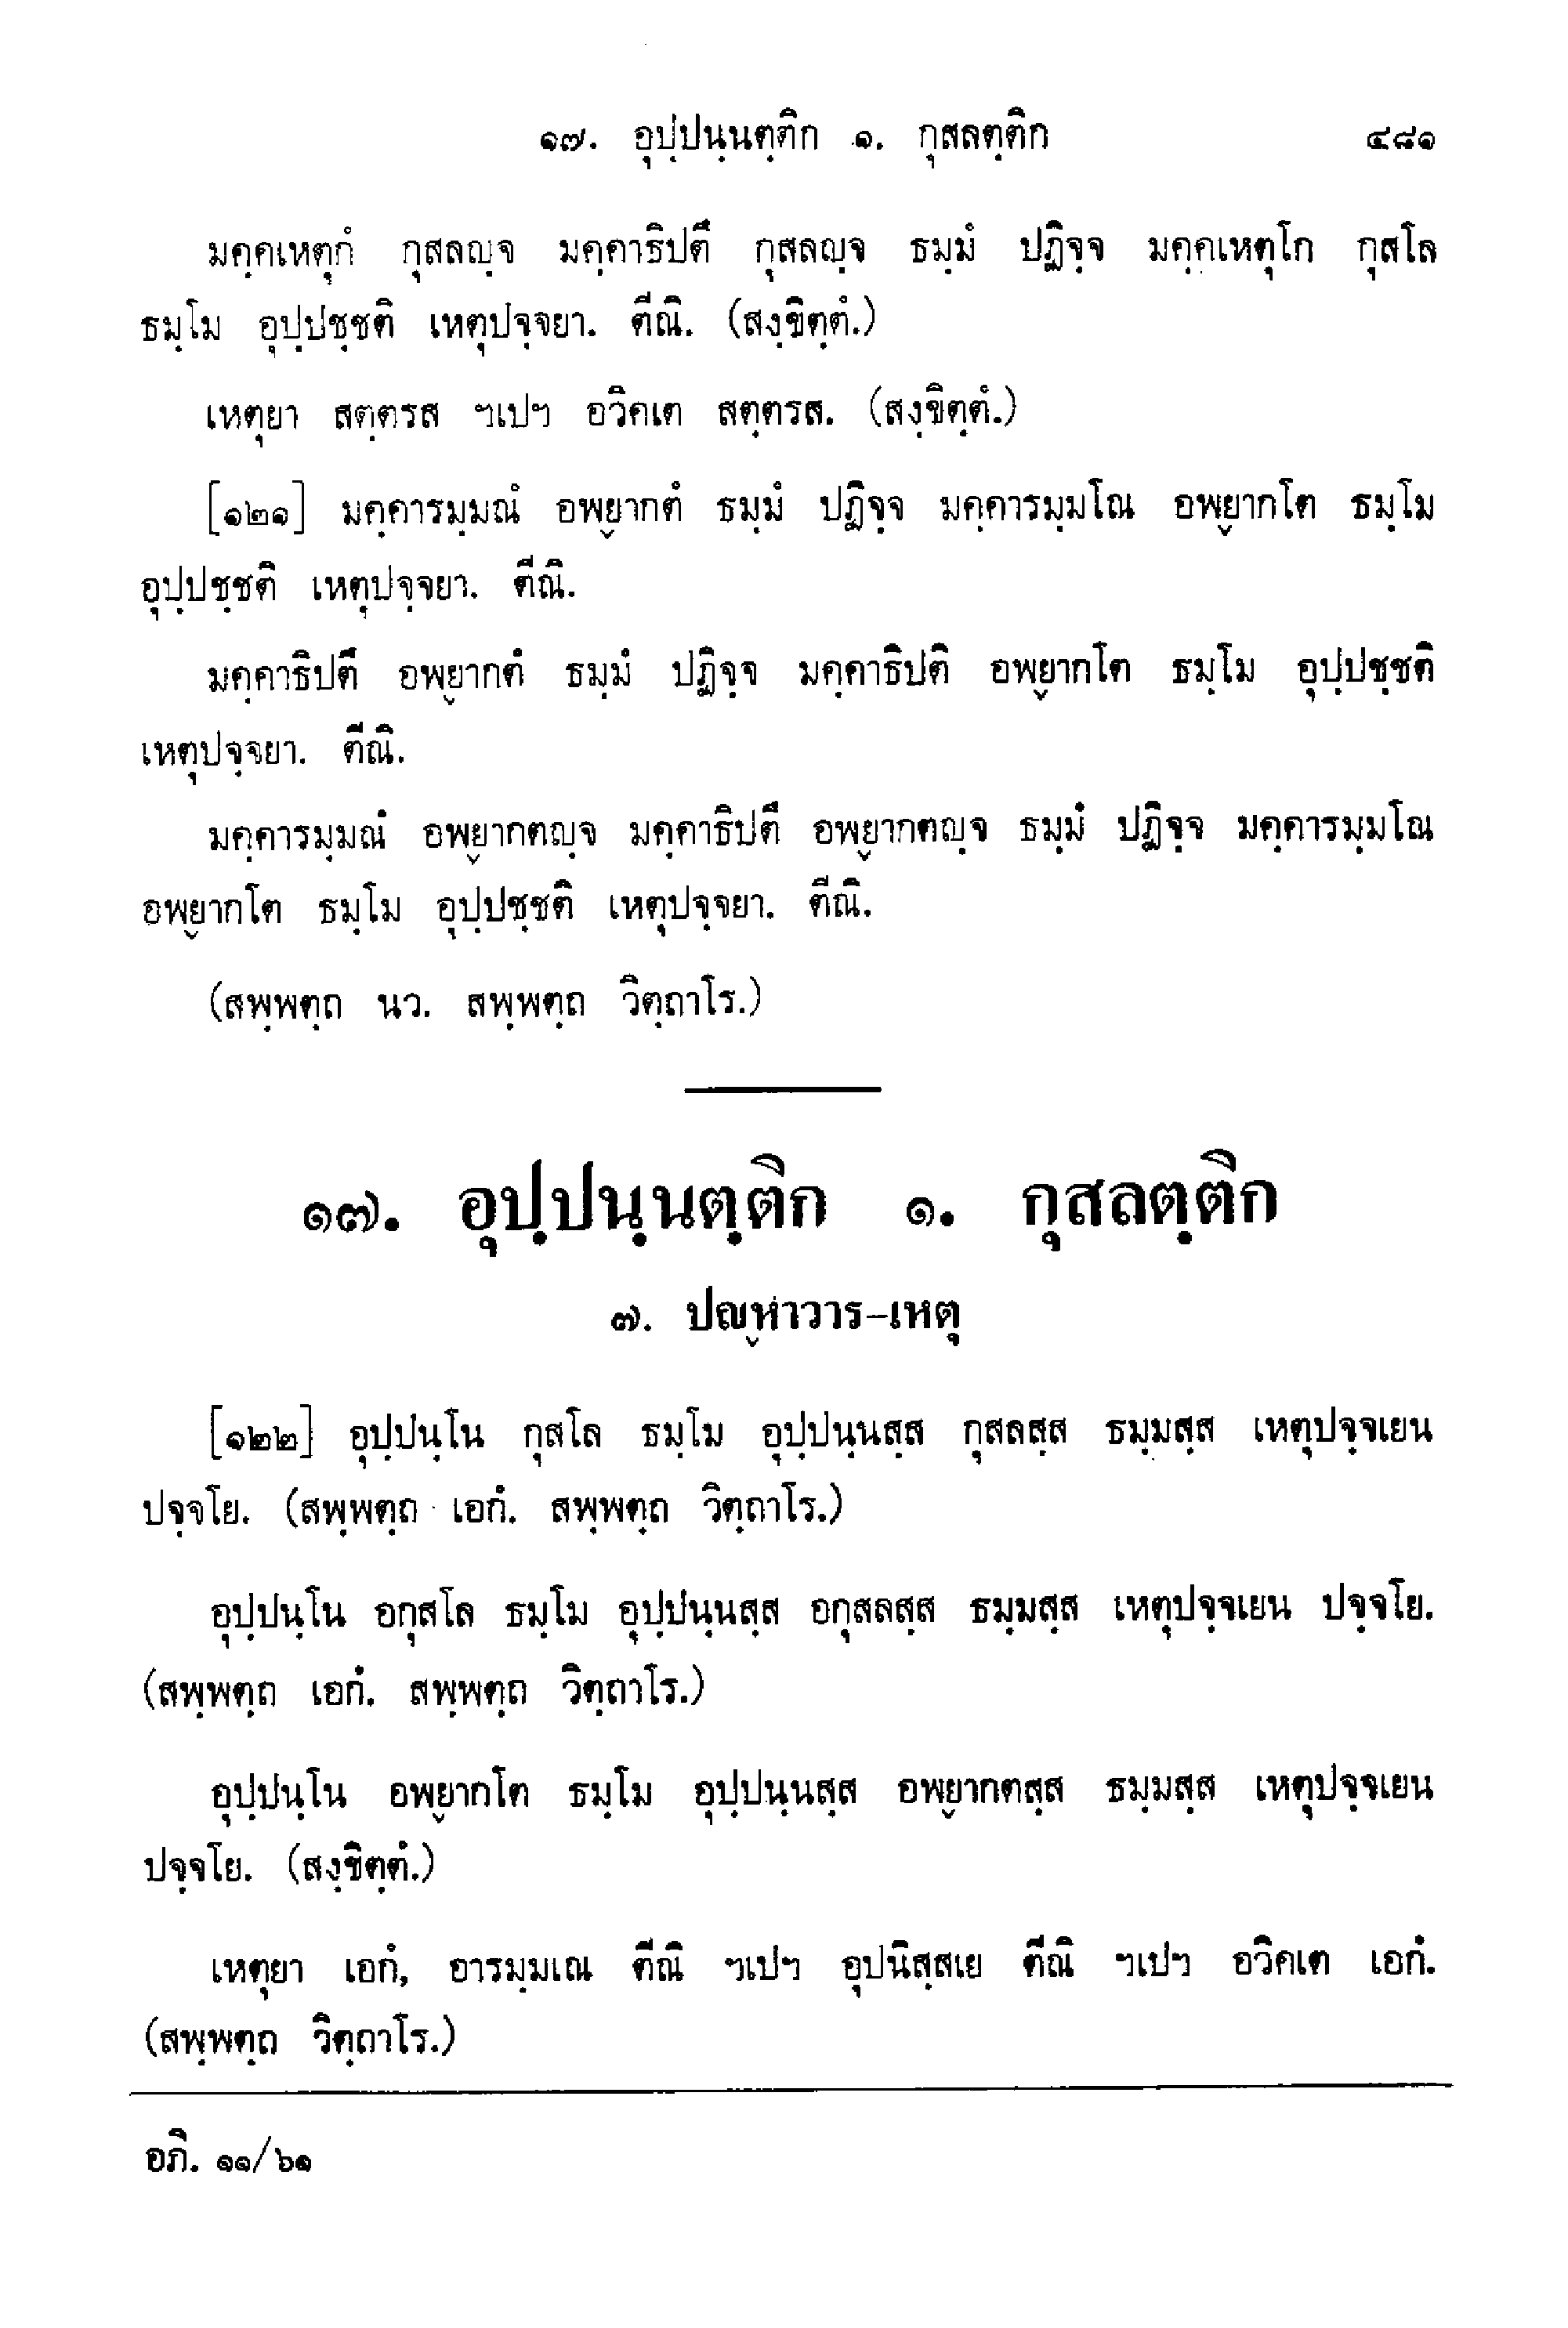 ๑๗. อุปฺปนฺนตฺติก ๑. กุสลตฺติก ๔๘๑
มคฺคเหตุกํ กุสลญฺจ มคฺคาธิปตึ กุสลญฺจ ธมฺมํ ปฏิจฺจ มคฺคเหตุโก กุสโล
ธมฺโม อุปฺปชฺชติ เหตุปจฺจยา. ตีณิ. (สงฺขิตฺตํ.)
เหตุยา สตฺตรส ฯเปฯ อวิคเต สตฺตรส. (สงฺขิตฺตํ.)
[๑๒๑] มคฺคารมฺมณํ อพฺยากตํ ธมฺมํ ปฏิจฺจ มคฺคารมฺมโณ อพฺยากโต ธมฺโม
อุปฺปชฺชติ เหตุปจฺจยา. ตีณิ.
มคฺคาธิปตึ อพฺยากตํ ธมฺมํ ปฏิจฺจ มคฺคาธิปติ อพฺยากโต ธมฺโม อุปฺปชฺชติ
เหตุปจฺจยา. ตีณิ.
มคฺคารมฺมณํ อพฺยากตญฺจ มคฺคาธิปตึ อพฺยากตญฺจ ธมฺมํ ปฏิจฺจ มคฺคารมฺมโณ
อพฺยากโต ธมฺโม อุปฺปชฺชติ เหตุปจฺจยา. ตีณิ.
(สพฺพตฺถ นว. สพฺพตฺถ วิตฺถาโร.)
๑๗. อุปฺปนฺนตฺติก ๑. กุสลตฺติก
๗. ปญฺหาวาร-เหตุ
[๑๒๒] อุปฺปนฺโน กุสโล ธมฺโม อุปฺปนฺนสฺส กุสลสฺส ธมฺมสฺส เหตุปจฺจเยน
ปจฺจโย. (สพฺพตฺถ เอกํ. สพฺพตฺถ วิตฺถาโร.)
อุปฺปนฺโน อกุสโล ธมฺโม อุปฺปนฺนสฺส อกุสลสฺส ธมฺมสฺส เหตุปจฺจเยน ปจฺจโย.
(สพฺพตฺถ เอกํ. สพฺพตฺถ วิตฺถาโร.)
อุปฺปนฺโน อพฺยากโต ธมฺโม อุปฺปนฺนสฺส อพฺยากตสฺส ธมฺมสฺส เหตุปจฺจเยน
ปจฺจโย. (สงฺขิตฺตํ.)
เหตุยา เอกํ, อารมฺมเณ ตีณิ ฯเปฯ อุปนิสฺสเย ตีณิ ฯเปฯ อวิคเต เอกํ.
(สพฺพตฺถ วิตฺถาโร.)
อภิ. ๑๑/๖๑